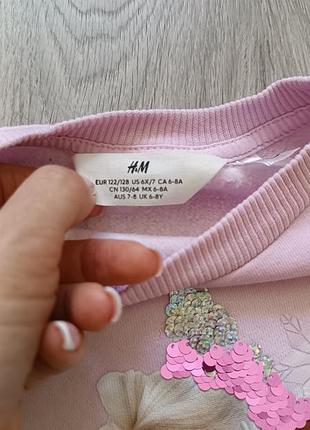 H&M
EUR 122/128 US 6X/7 CA 6-8A
CN 130/64 MX 6-8A
AUS 7-8 UK 6-8Y